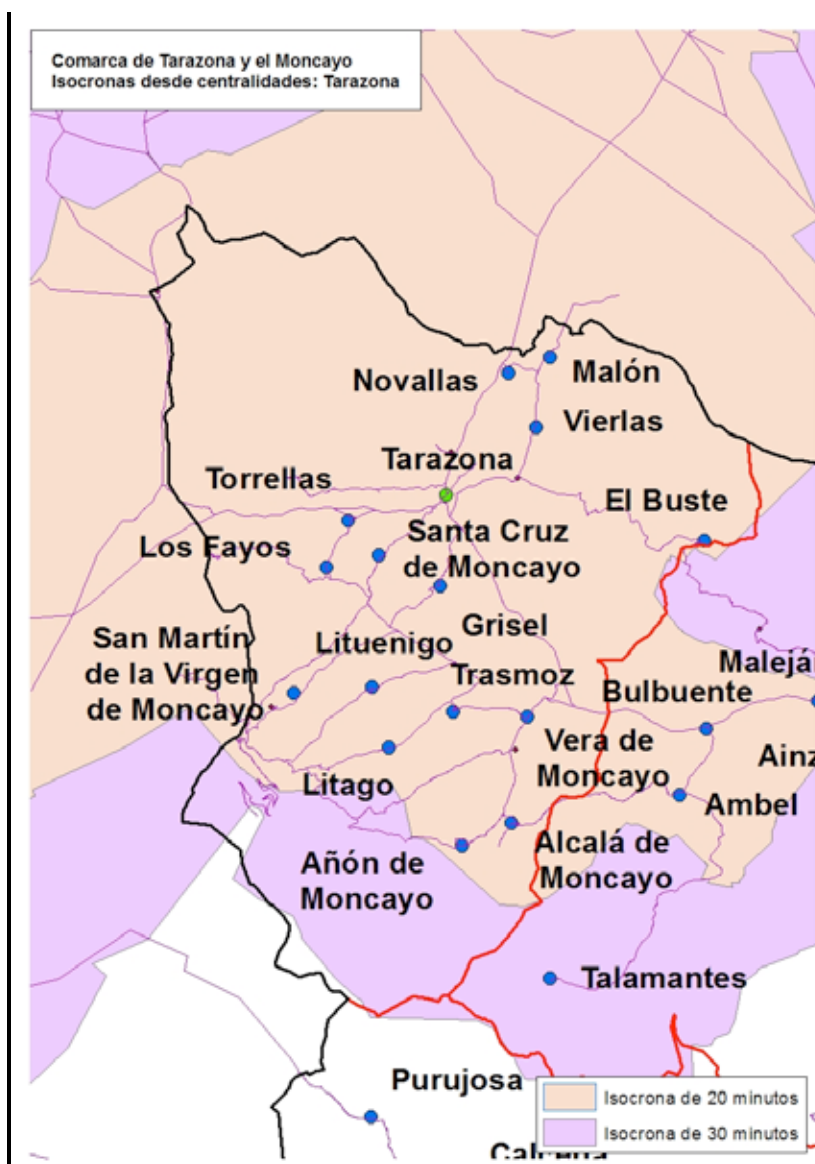 Comarca de Tarazona y el Moncayo
Isocronas desde centralidades: Tarazona
Novallas
Malón
Vierlas
Tarazona
Torrellas
El Buste
Los Fayos
Santa Cruz
de Moncayo
San Martín
de la Virgen
de Moncayo
Lituenigo
Grisel
Trasmoz
Maleján
Bulbuente
Vera de
Moncayo
Ainz
Litago
Ambel
Añón de
Moncayo
Alcalá de
Moncayo
Talamantes
Purujosa
Isocrona de 20 minutos
Isocrona de 30 minutos